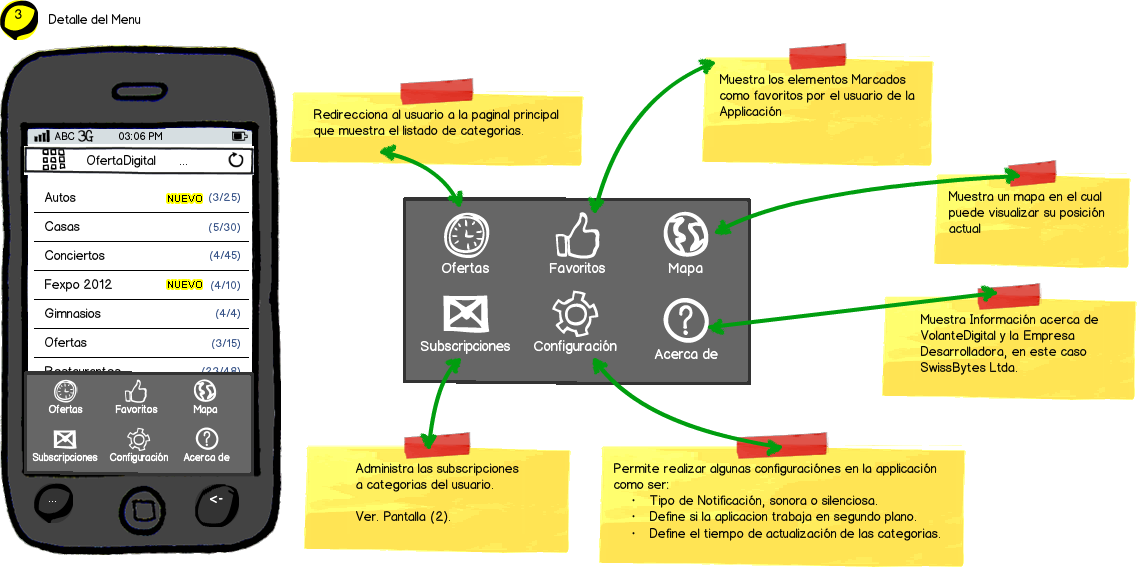 3
Detalle del Menu
ABC 3G 03:06 PM
OfertaDigital ...
Autos NUEVO (3/25)
Casas (5/30)
Conciertos (4/45)
Fexpo 2012 NUEVO (4/10)
Gimnasios (4/4)
Ofertas (3/15)
Restaurantes (23/48)
Ofertas Favoritos Mapa
Subscripciones Configuración Acerca de
... <-
Redirecciona al usuario a la paginal principal
que muestra el listado de categorias.
Muestra los elementos Marcados
como favoritos por el usuario de la
Applicación
Muestra un mapa en el cual
puede visualizar su posición
actual
Ofertas Favoritos Mapa
Subscripciones Configuración Acerca de
Muestra Información acerca de
VolanteDigital y la Empresa
Desarrolladora, en este caso
SwissBytes Ltda.
Administra las subscripciones
a categorias del usuario.
Ver. Pantalla (2).
Permite realizar algunas configuraciónes en la applicación
como ser:
• Tipo de Notificación, sonora o silenciosa.
• Define si la aplicacion trabaja en segundo plano.
• Define el tiempo de actualización de las categorias.